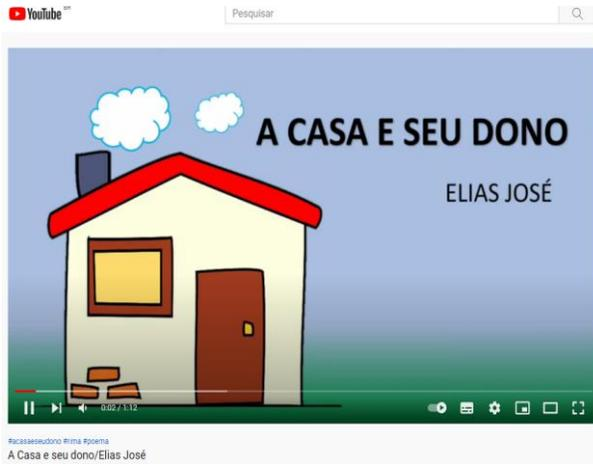 YouTube
Pesquisar
A CASA E SEU DONO
ELIAS JOSÉ
0:02 / 1:12
#acasaeseudono #rima #poema
A Casa e seu dono/Elias José